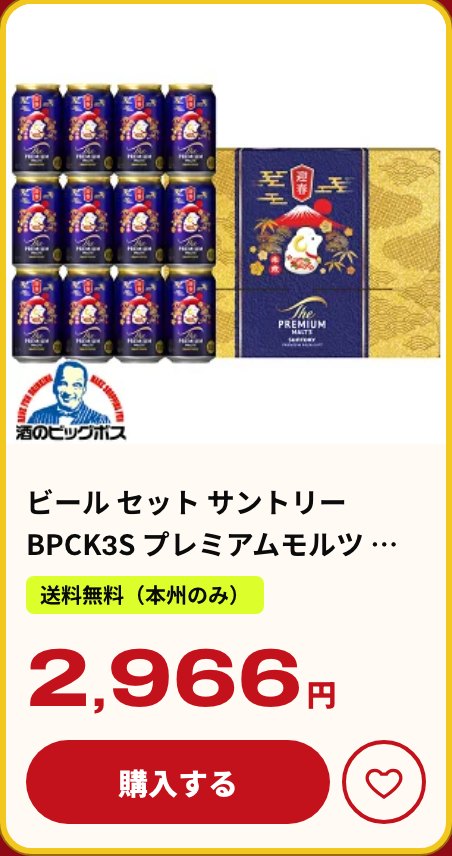 迎春
The
PREMIUM
MALT'S
SUNTORY
酒のビッグボス
ビール セット サントリー
BPCK3S プレミアムモルツ …
送料無料（本州のみ）
2,966円
購入する